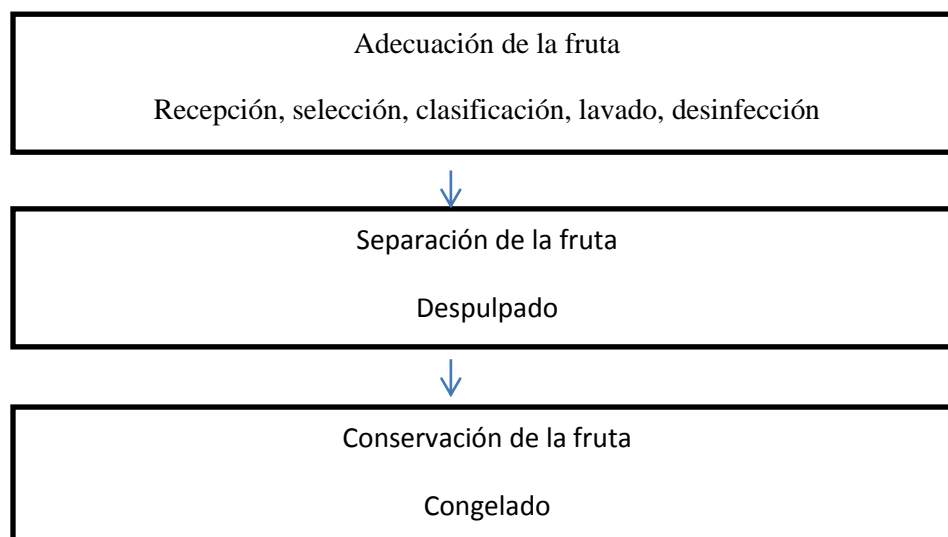 Adecuación de la fruta
Recepción, selección, clasificación, lavado, desinfección
Separación de la fruta
Despulpado
Conservación de la fruta
Congelado